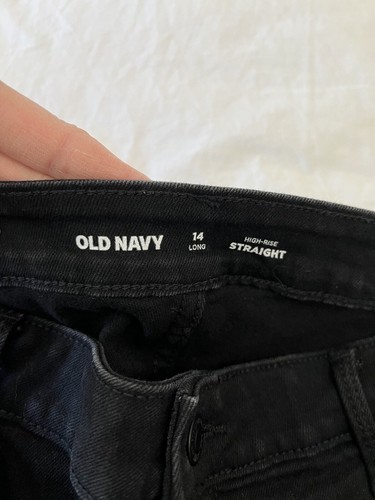 OLD NAVY
14
LONG
HIGH-RISE
STRAIGHT